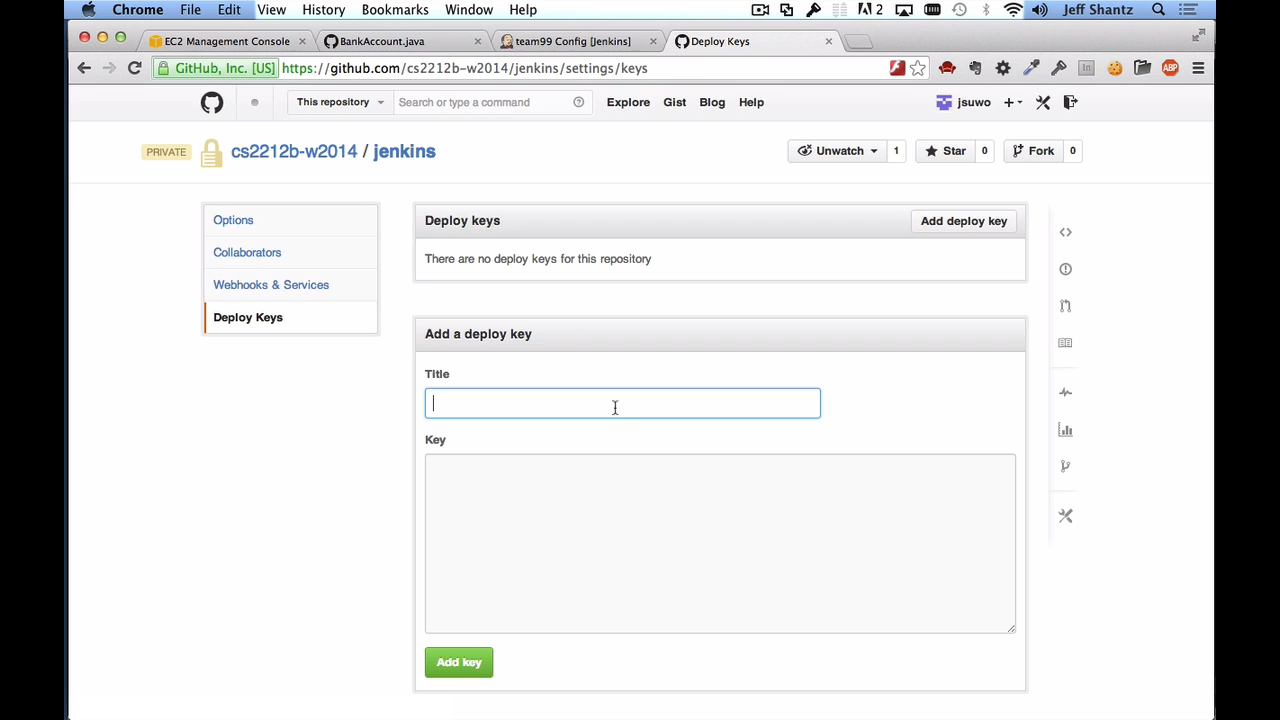 Chrome File Edit View History Bookmarks Window Help 2 Jeff Shantz
EC2 Management Console BankAccount.java team99 Config [Jenkins] Deploy Keys
GitHub, Inc. [US] https://github.com/cs2212b-w2014/jenkins/settings/keys In ABP
This repository Search or type a command Explore Gist Blog Help jsuwo
PRIVATE cs2212b-w2014 / jenkins Unwatch 1 Star 0 Fork 0
Options
Collaborators
Webhooks & Services
Deploy Keys
Deploy keys Add deploy key
There are no deploy keys for this repository
Add a deploy key
Title
Key
Add key